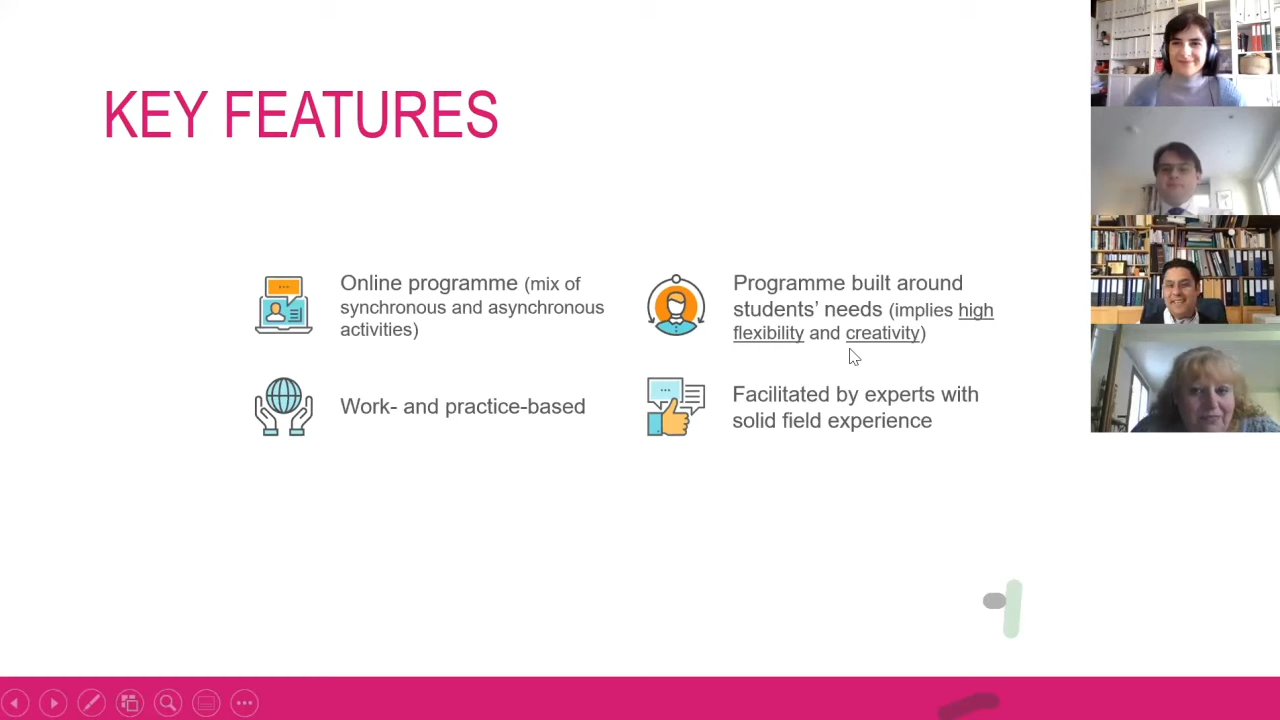 KEY FEATURES
Online programme (mix of
synchronous and asynchronous
activities)
Programme built around
students’ needs (implies high
flexibility and creativity)
Work- and practice-based
Facilitated by experts with
solid field experience